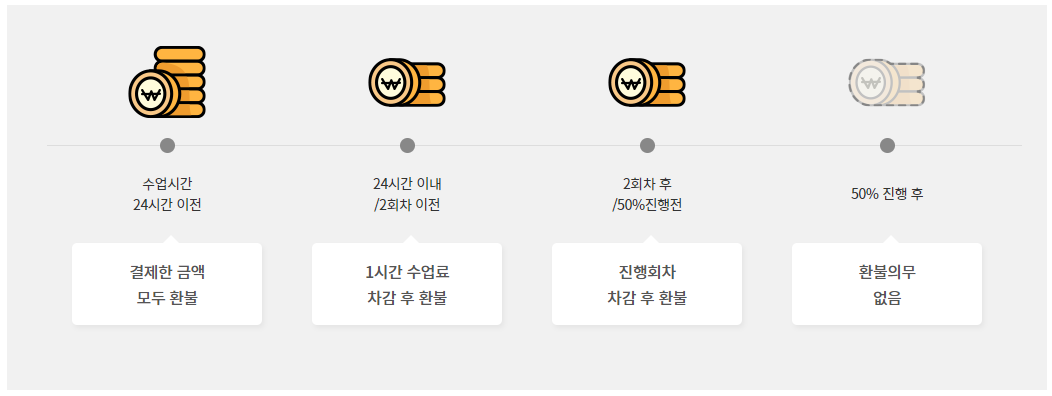 수업시간
24시간 이전
24시간 이내
/2회차 이전
2회차 후
/50%진행전
50% 진행 후
결제한 금액
모두 환불
1시간 수업료
차감 후 환불
진행회차
차감 후 환불
환불의무
없음